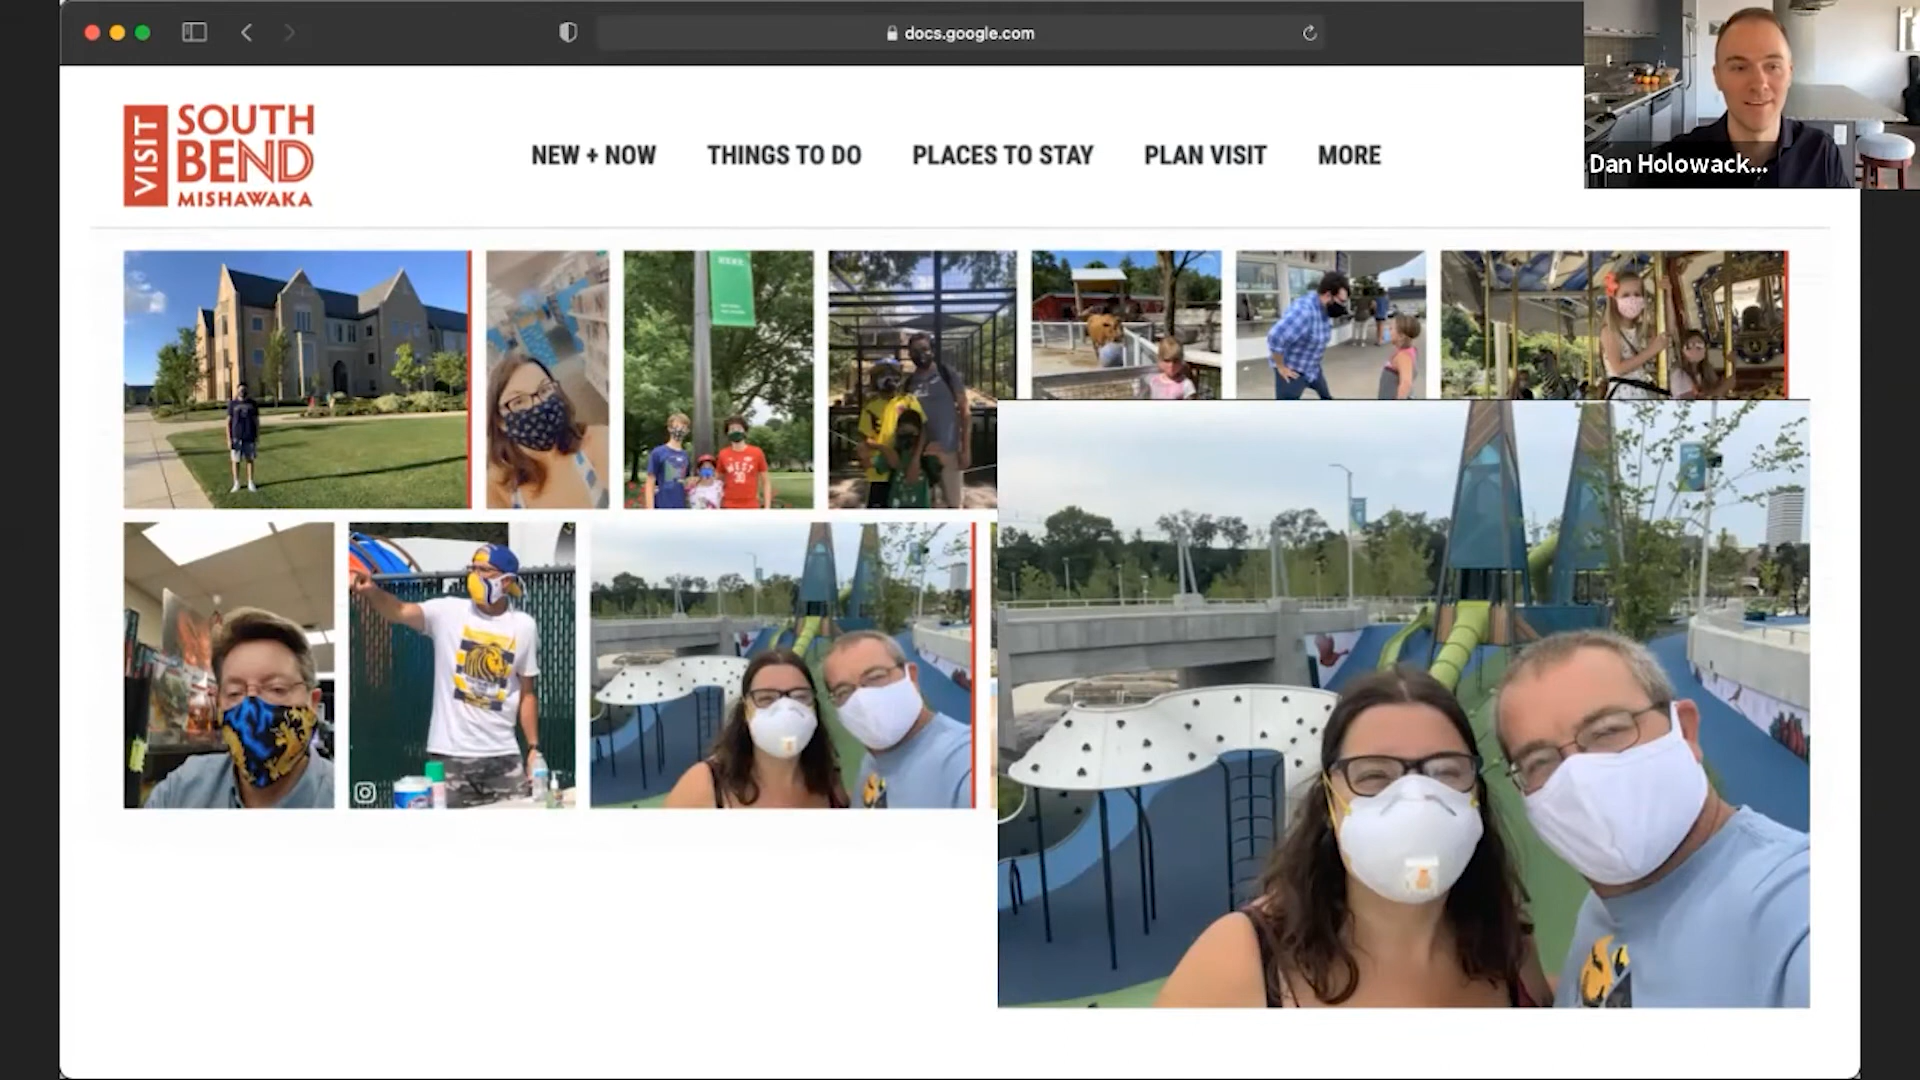 docs.google.com
VISIT
SOUTH
BEND
MISHAWAKA
NEW + NOW
THINGS TO DO
PLACES TO STAY
PLAN VISIT
MORE
Dan Holowack...
WEST
30